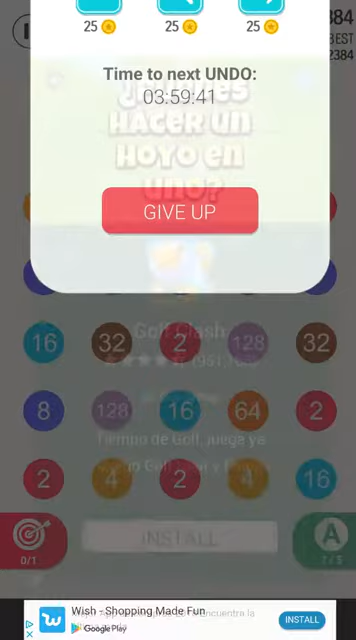 384
25 25 25
BEST
2384
Time to next UNDO:
03:59:41
¿PUEDES
HACER UN
HOYO EN
UNO?
GIVE UP
Golf Clash
16 32 2 128 32
8 128 16 64 2
Tiempo de Golf, juega ya
2 4 2 4 16
INSTALL
0/1
A
Wish - Shopping Made Fun
Google Play
INSTALL